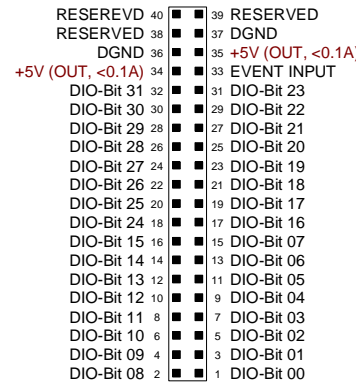 RESEREVD 40 39 RESERVED
RESERVED 38 37 DGND
DGND 36 35 +5V (OUT, <0.1A)
+5V (OUT, <0.1A) 34 33 EVENT INPUT
DIO-Bit 31 32 31 DIO-Bit 23
DIO-Bit 30 30 29 DIO-Bit 22
DIO-Bit 29 28 27 DIO-Bit 21
DIO-Bit 28 26 25 DIO-Bit 20
DIO-Bit 27 24 23 DIO-Bit 19
DIO-Bit 26 22 21 DIO-Bit 18
DIO-Bit 25 20 19 DIO-Bit 17
DIO-Bit 24 18 17 DIO-Bit 16
DIO-Bit 15 16 15 DIO-Bit 07
DIO-Bit 14 14 13 DIO-Bit 06
DIO-Bit 13 12 11 DIO-Bit 05
DIO-Bit 12 10 9 DIO-Bit 04
DIO-Bit 11 8 7 DIO-Bit 03
DIO-Bit 10 6 5 DIO-Bit 02
DIO-Bit 09 4 3 DIO-Bit 01
DIO-Bit 08 2 1 DIO-Bit 00